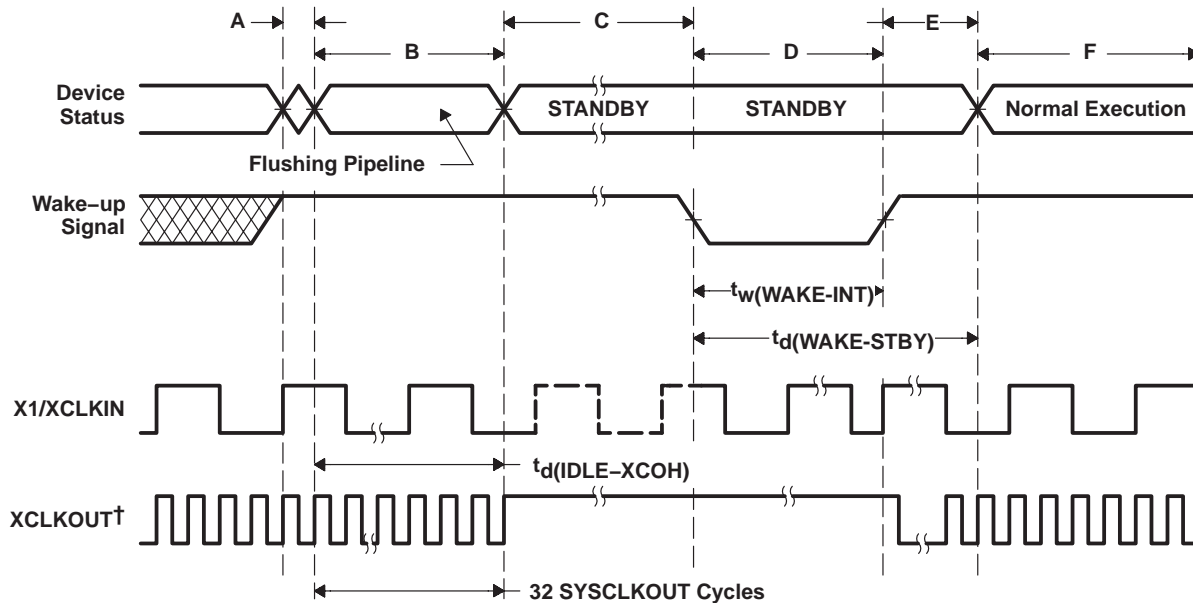 A
C
E
B
D
F
Device
Status
STANDBY
STANDBY
Normal Execution
Flushing Pipeline
Wake–up
Signal
tw(WAKE-INT)
td(WAKE-STBY)
X1/XCLKIN
td(IDLE–XCOH)
XCLKOUT†
32 SYSCLKOUT Cycles